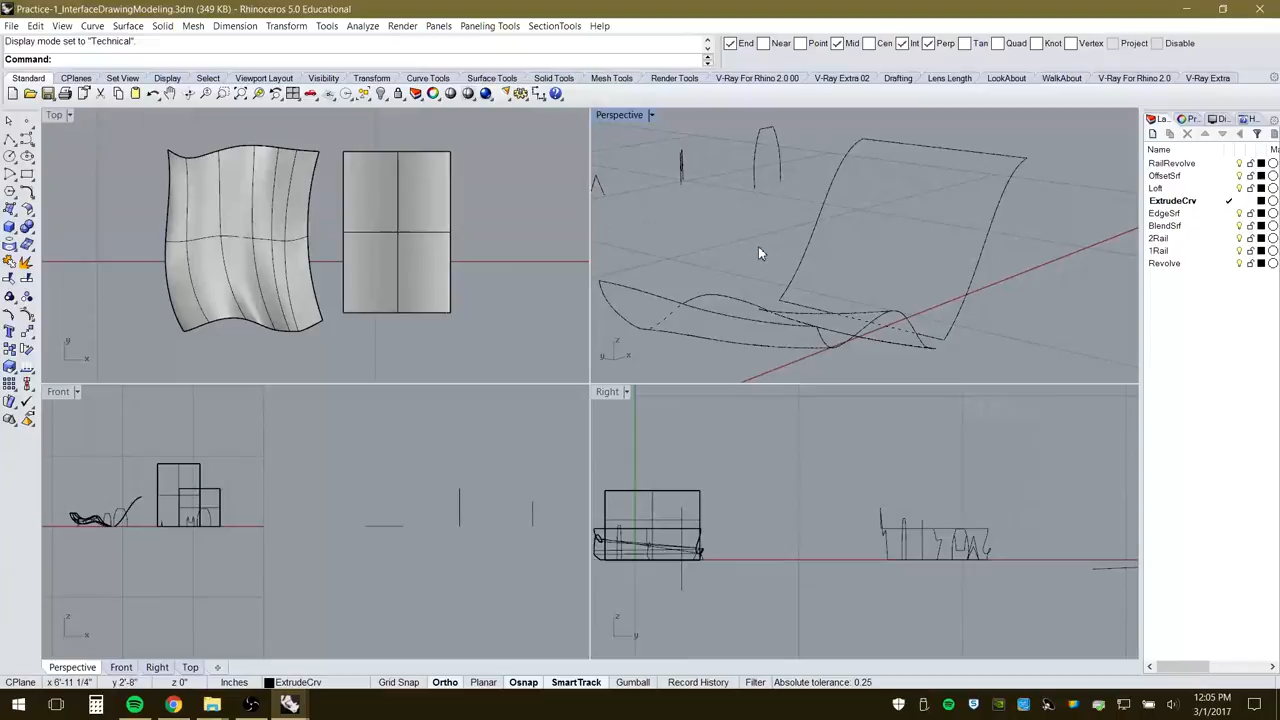 Practice-1_InterfaceDrawingModeling.3dm (349 KB) - Rhinoceros 5.0 Educational
File Edit View Curve Surface Solid Mesh Dimension Transform Tools Analyze Render Panels Paneling Tools SectionTools Help
Display mode set to "Technical".
Command:
End Near Point Mid Cen Int Perp Tan Quad Knot Vertex Project Disable
Standard CPlanes Set View Display Select Viewport Layout Visibility Transform Curve Tools Surface Tools Solid Tools Mesh Tools Render Tools V-Ray For Rhino 2.0 00 V-Ray Extra 02 Drafting Lens Length LookAbout WalkAbout V-Ray For Rhino 2.0 V-Ray Extra
Top
y
x
Perspective
z
y x
Front
z
x
Right
z
y
La... Pr... Di... H...
Name Ma
RailRevolve
OffsetSrf
Loft
ExtrudeCrv
EdgeSrf
BlendSrf
2Rail
1Rail
Revolve
Perspective Front Right Top
CPlane x 6'-11 1/4" y 2'-8" z 0" Inches ExtrudeCrv Grid Snap Ortho Planar Osnap SmartTrack Gumball Record History Filter Absolute tolerance: 0.25
12:05 PM
3/1/2017